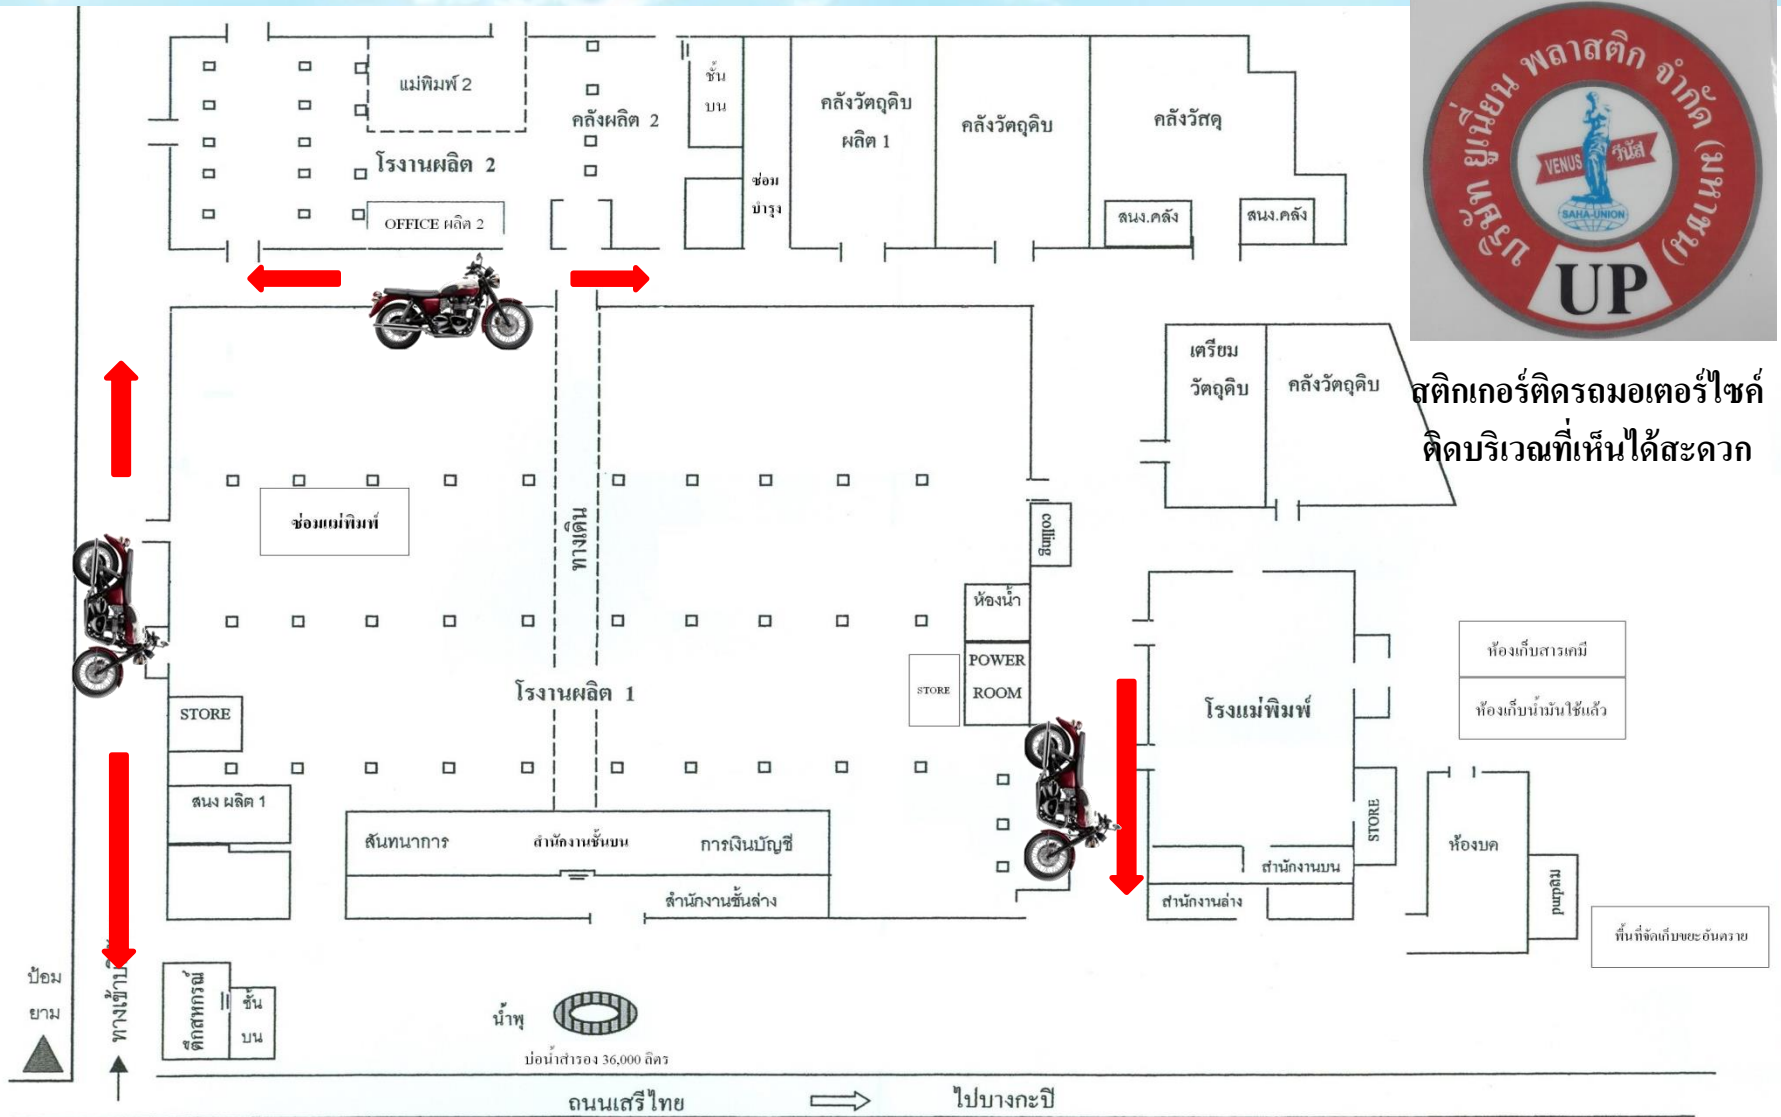 แม่พิมพ์ 2
คลังผลิต 2
ชั้น
บน
โรงานผลิต 2
OFFICE ผลิต 2
ซ่อม
บำรุง
คลังวัตถุดิบ
ผลิต 1
คลังวัตถุดิบ
คลังวัสดุ
สนง.คลัง
สนง.คลัง
บริษัท ยูเนี่ยน พลาสติก จำกัด (มหาชน)
VENUS
วีนัส
SAHA-UNION
UP
สติกเกอร์ติดรถมอเตอร์ไซค์
ติดบริเวณที่เห็นได้สะดวก
เตรียม
วัตถุดิบ
คลังวัตถุดิบ
ซ่อมแม่พิมพ์
ทางเดิน
colling
ห้องน้ำ
POWER
ROOM
STORE
โรงานผลิต 1
STORE
สนง ผลิต 1
สันทนาการ
สำนักงานชั้นบน
การเงินบัญชี
สำนักงานชั้นล่าง
โรงแม่พิมพ์
STORE
สำนักงานบน
สำนักงานล่าง
ห้องเก็บสารเคมี
ห้องเก็บน้ำมันใช้แล้ว
ห้องบด
พื้นที่จัดเก็บขยะอันตราย
ป้อม
ยาม
ทางเข้า
ตึกสหกรณ์
ชั้น
บน
น้ำพุ
บ่อน้ำสำรอง 36,000 ลิตร
ถนนเสรีไทย
ไปบางกะปิ